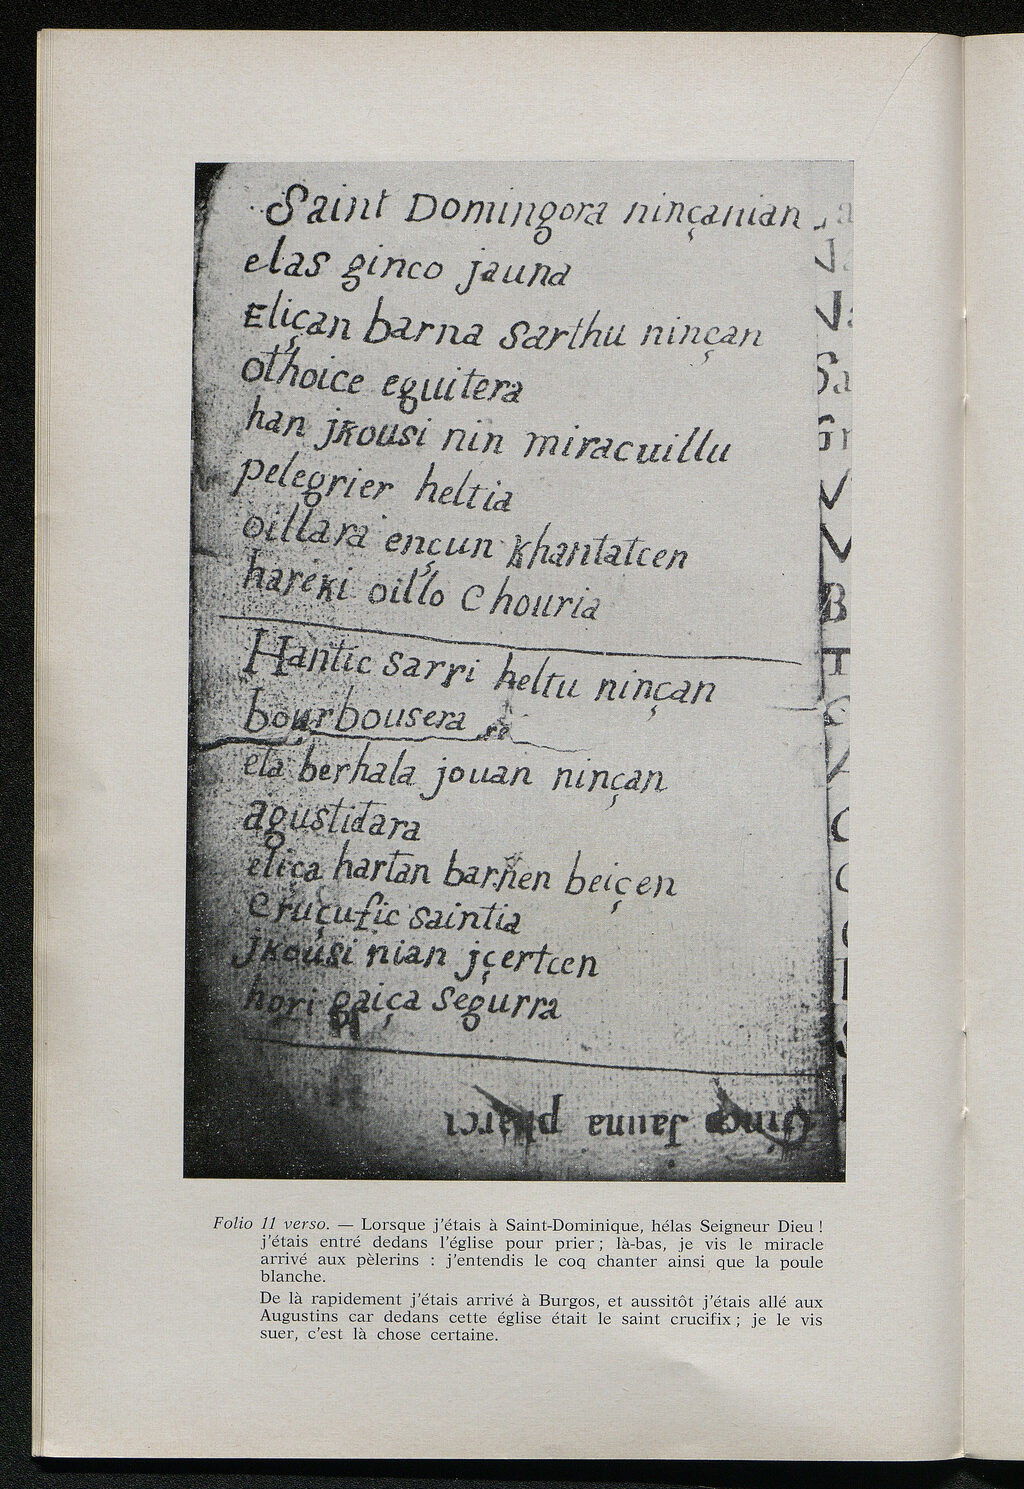 Saint Domingora ninçanian
elas ginco jauna
Eliçan barna sarthu ninçan
othoice eguitera
han jkousi nin miracuillu
pelegrier heltia
oillara ençun khantatcen
hareki oillo chouria
Hantic sarri heltu ninçan
bourbousera
ela berhala jouan ninçan
agustidara
eliça hartan barnen beiçen
cruçufic saintia
jkousi nian jçertcen
hori gaiça segurra
Ginco Jauna
Folio 11 verso. — Lorsque j'étais à Saint-Dominique, hélas Seigneur Dieu !
j'étais entré dedans l'église pour prier ; là-bas, je vis le miracle
arrivé aux pèlerins : j'entendis le coq chanter ainsi que la poule
blanche.
De là rapidement j'étais arrivé à Burgos, et aussitôt j'étais allé aux
Augustins car dedans cette église était le saint crucifix ; je le vis
suer, c'est là chose certaine.